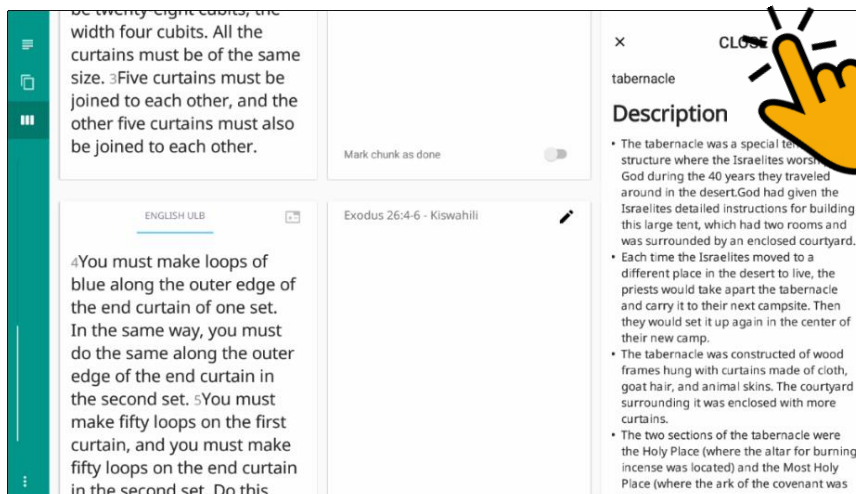 be twenty-eight cubits, the
width four cubits. All the
curtains must be of the same
size. 3Five curtains must be
joined to each other, and the
other five curtains must also
be joined to each other.
Mark chunk as done
ENGLISH ULB
4You must make loops of
blue along the outer edge of
the end curtain of one set.
In the same way, you must
do the same along the outer
edge of the end curtain in
the second set. 5You must
make fifty loops on the first
curtain, and you must make
fifty loops on the end curtain
in the second set. Do this
Exodus 26:4-6 - Kiswahili
CLOSE
tabernacle
Description
• The tabernacle was a special
structure where the Israelites
God during the 40 years they traveled
around in the desert.God had given the
Israelites detailed instructions for building
this large tent, which had two rooms and
was surrounded by an enclosed courtyard.
• Each time the Israelites moved to a
different place in the desert to live, the
priests would take apart the tabernacle
and carry it to their next campsite. Then
they would set it up again in the center of
their new camp.
• The tabernacle was constructed of wood
frames hung with curtains made of cloth,
goat hair, and animal skins. The courtyard
surrounding it was enclosed with more
curtains.
• The two sections of the tabernacle were
the Holy Place (where the altar for burning
incense was located) and the Most Holy
Place (where the ark of the covenant was